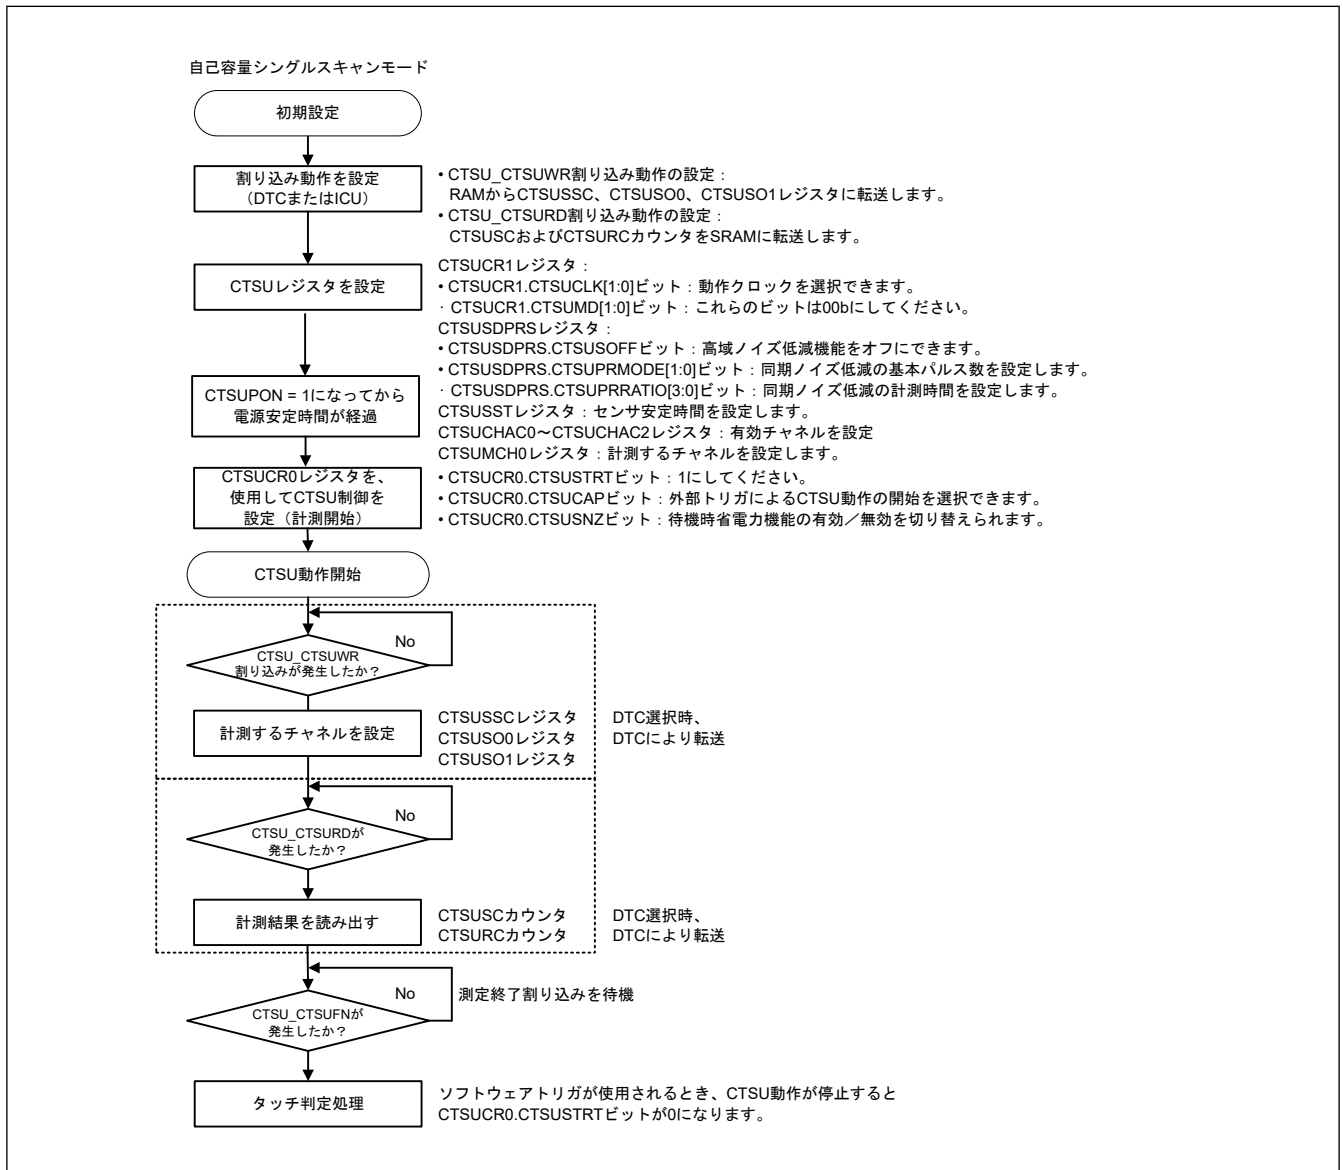 自己容量シングルスキャンモード
初期設定
割り込み動作を設定
（DTCまたはICU）
• CTSU_CTSUWR割り込み動作の設定：
RAMからCTSUSSC、CTSUSO0、CTSUSO1レジスタに転送します。
• CTSU_CTSURD割り込み動作の設定：
CTSUSCおよびCTSURCカウンタをSRAMに転送します。
CTSUレジスタを設定
CTSUCR1レジスタ：
• CTSUCR1.CTSUCLK[1:0]ビット：動作クロックを選択できます。
· CTSUCR1.CTSUMD[1:0]ビット：これらのビットは00bにしてください。
CTSUSDPRSレジスタ：
• CTSUSDPRS.CTSUSOFFビット：高域ノイズ低減機能をオフにできます。
• CTSUSDPRS.CTSUPRMODE[1:0]ビット：同期ノイズ低減の基本パルス数を設定します。
· CTSUSDPRS.CTSUPRRATIO[3:0]ビット：同期ノイズ低減の計測時間を設定します。
CTSUSSTレジスタ：センサ安定時間を設定します。
CTSUCHAC0～CTSUCHAC2レジスタ：有効チャネルを設定
CTSUMCH0レジスタ：計測するチャネルを設定します。
CTSUPON = 1になってから
電源安定時間が経過
CTSUCR0レジスタを、
使用してCTSU制御を
設定（計測開始）
• CTSUCR0.CTSUSTRTビット：1にしてください。
• CTSUCR0.CTSUCAPビット：外部トリガによるCTSU動作の開始を選択できます。
• CTSUCR0.CTSUSNZビット：待機時省電力機能の有効／無効を切り替えられます。
CTSU動作開始
No
CTSU_CTSUWR
割り込みが発生したか？
計測するチャネルを設定
CTSUSSCレジスタ
CTSUSO0レジスタ
CTSUSO1レジスタ
DTC選択時、
DTCにより転送
No
CTSU_CTSURDが
発生したか？
計測結果を読み出す
CTSUSCカウンタ
CTSURCカウンタ
DTC選択時、
DTCにより転送
No
測定終了割り込みを待機
CTSU_CTSUFNが
発生したか？
タッチ判定処理
ソフトウェアトリガが使用されるとき、CTSU動作が停止すると
CTSUCR0.CTSUSTRTビットが0になります。